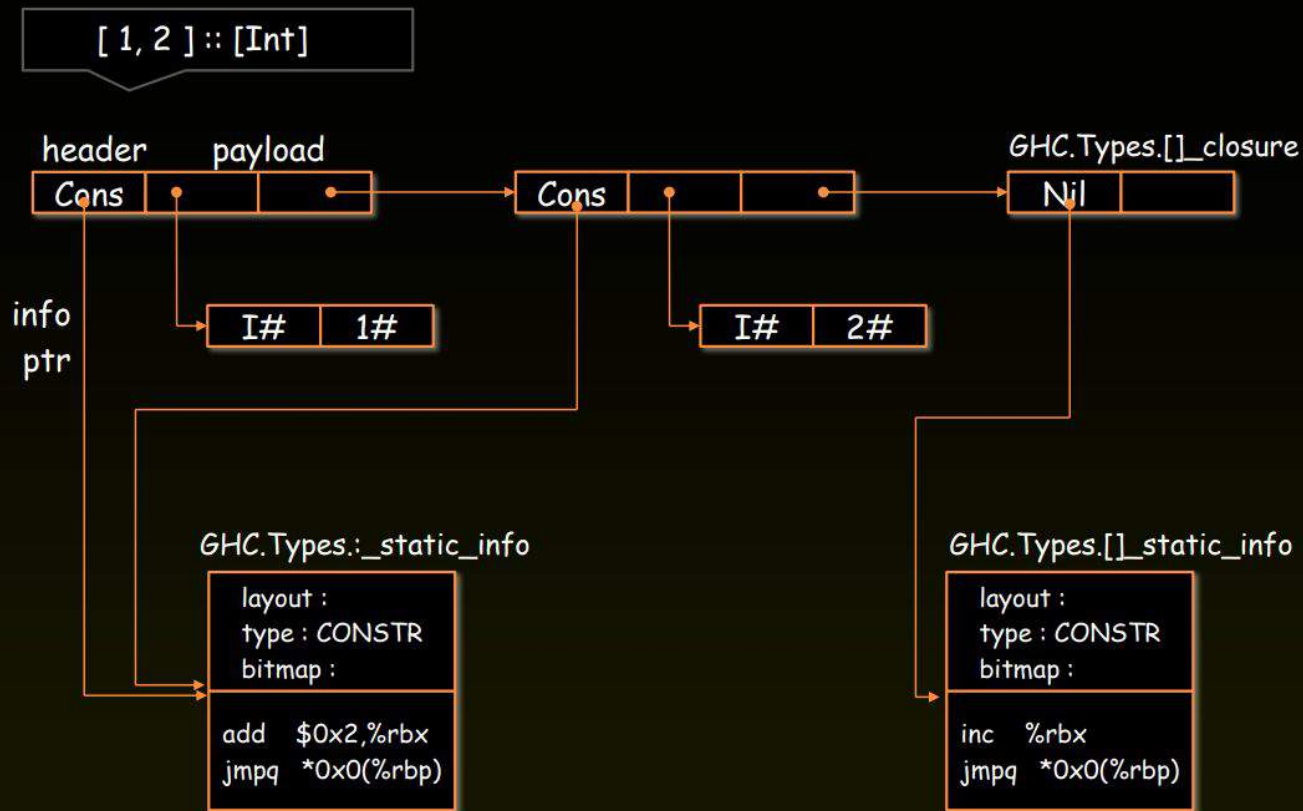 [ 1, 2 ] :: [Int]
header payload GHC.Types.[]_closure
Cons Cons Nil
info
ptr
I# 1# I# 2#
GHC.Types.:_static_info GHC.Types.[]_static_info
layout : layout :
type : CONSTR type : CONSTR
bitmap : bitmap :
add $0x2,%rbx inc %rbx
jmpq *0x0(%rbp) jmpq *0x0(%rbp)